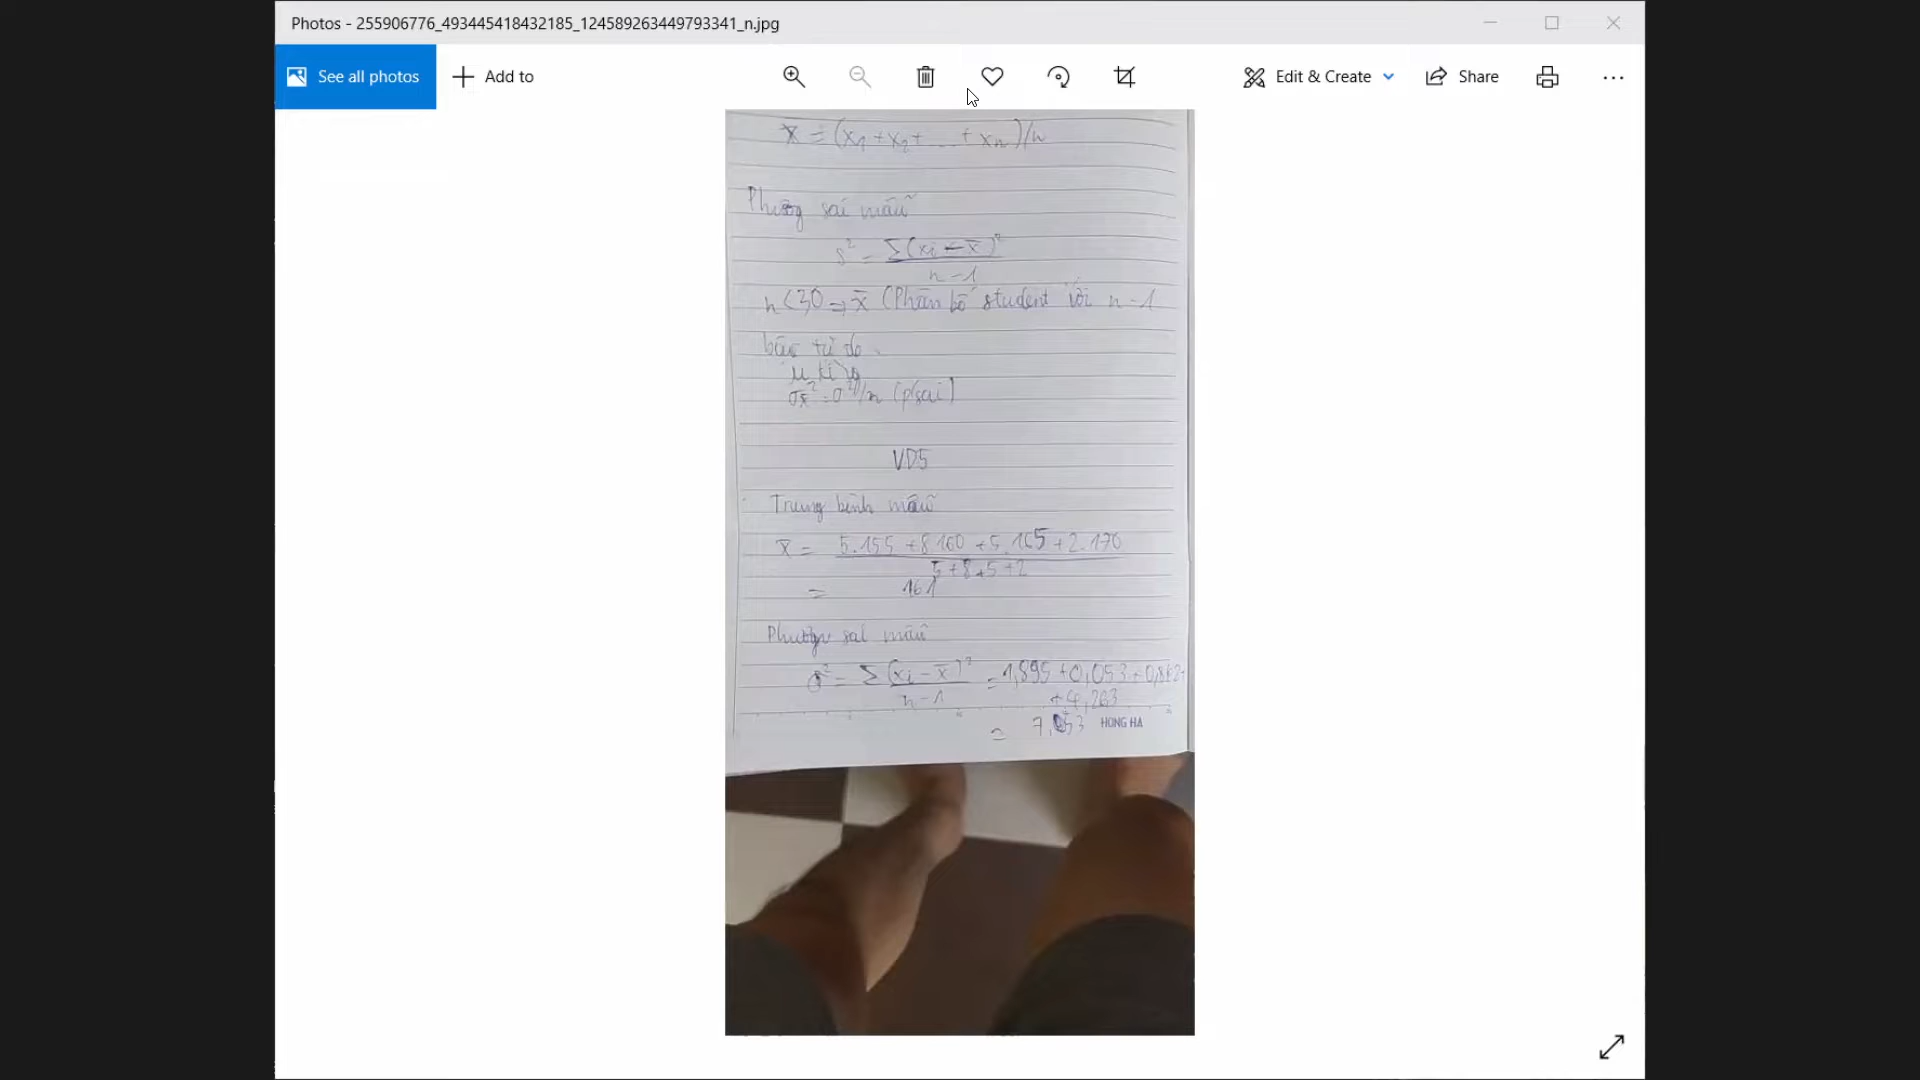 Photos - 255906776_493445418432185_124589263449793341_n.jpg
See all photos
Add to
Edit & Create
Share
x̄ = (x₁+x₂+...+xₙ)/n
Phương sai mẫu
s² = Σ(xi - x̄)² / n-1
n<30 → x̄ (Phân bố student với n-1
bậc tự do
σx̄² = σ²/n (p/sai)
VD5
Trung bình mẫu
x̄ = 5.155 + 8.160 + 5.165 + 2.170
5+8+5+2
= 161
Phương sai mẫu
= Σ(xi - x̄)² / n-1 = 1,895 + 0,053 + 0,842+
+4,263
=
HONG HA